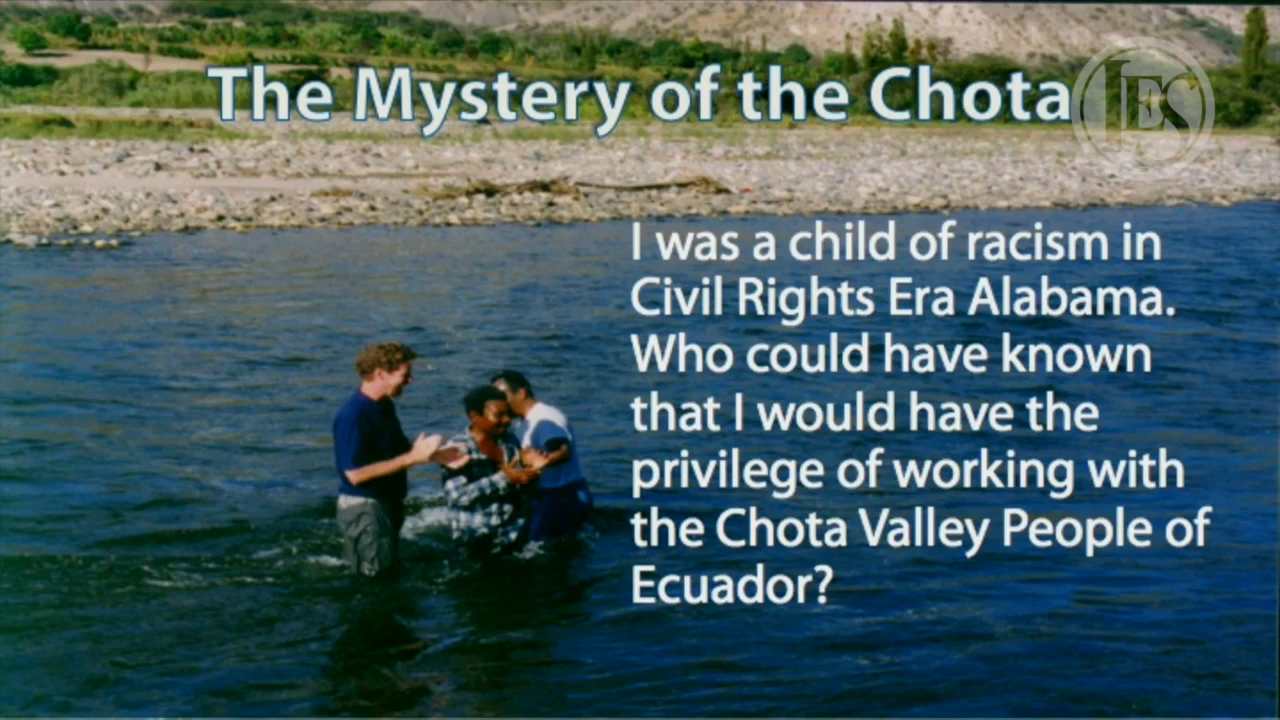 The Mystery of the Chota
IES
I was a child of racism in
Civil Rights Era Alabama.
Who could have known
that I would have the
privilege of working with
the Chota Valley People of
Ecuador?